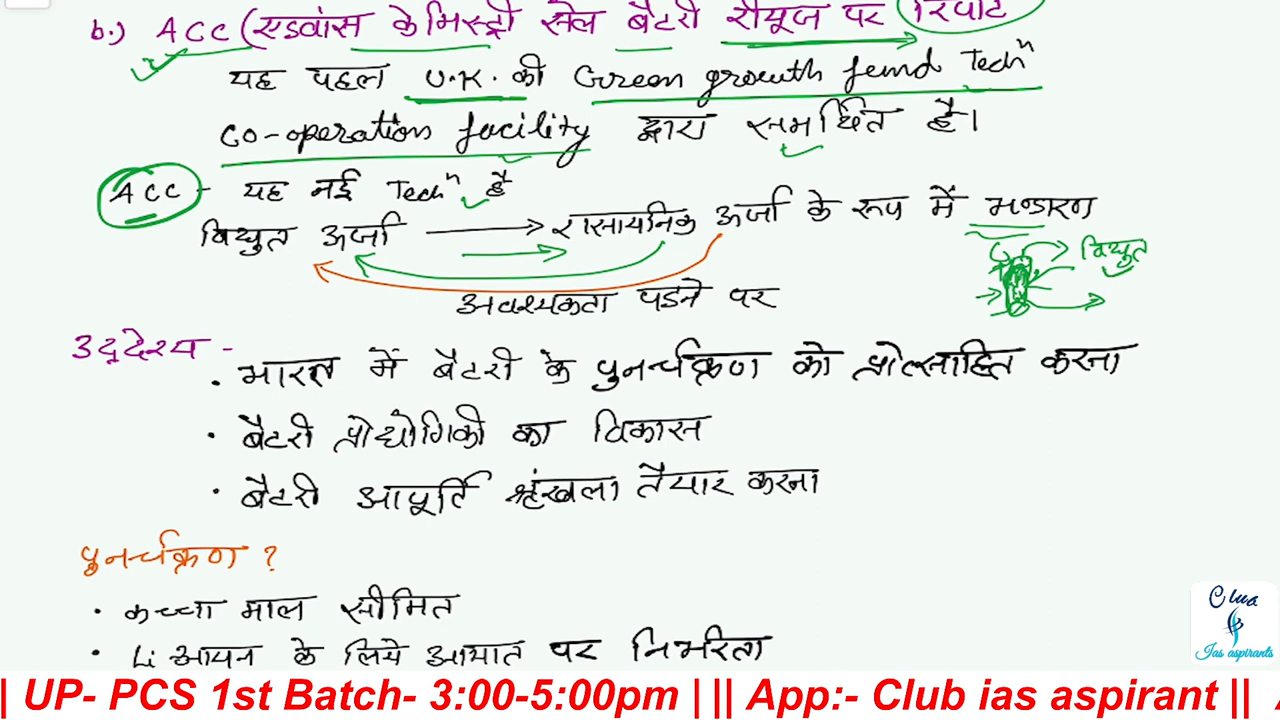 b.) ACC (एडवांस केमिस्ट्री सेल बैटरी रीयूज पर रिपोर्ट
यह पहल U.K. की Green growth fund Techⁿ
co-operation facility द्वारा समर्थित है।
ACC - यह नई Techⁿ है
विद्युत ऊर्जा → रासायनिक ऊर्जा के रूप में भण्डारण
विद्युत
अवश्यकता पडने पर
उद्देश्य -
· भारत में बैटरी के पुनर्चक्रण को प्रोत्साहित करना
· बैटरी प्रौद्योगिकी का विकास
· बैटरी आपूर्ति श्रृंखला तैयार करना
पुनर्चक्रण ?
· कच्चा माल सीमित
· Li आयन के लिये आयात पर निर्भरता
Club
Ias aspirants
| UP- PCS 1st Batch- 3:00-5:00pm | || App:- Club ias aspirant ||